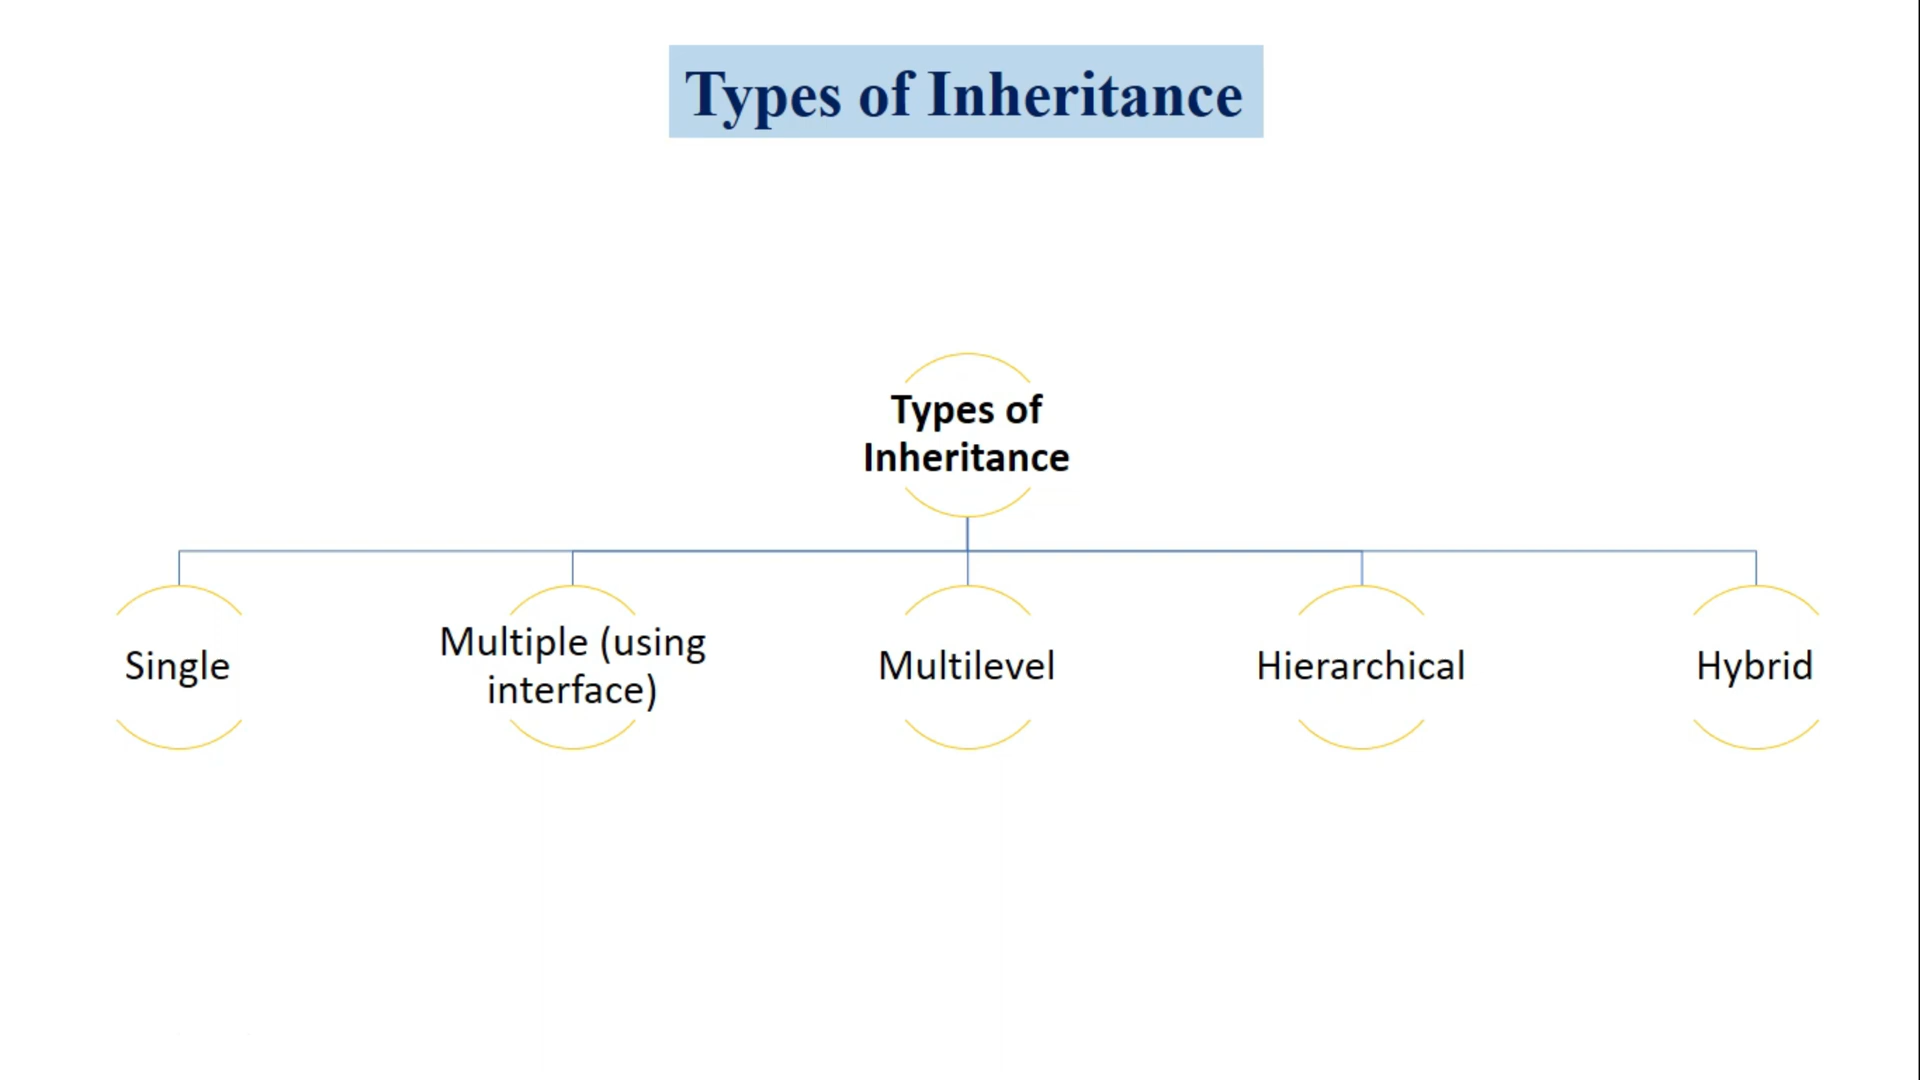 Types of Inheritance
Types of
Inheritance
Single
Multiple (using
interface)
Multilevel
Hierarchical
Hybrid